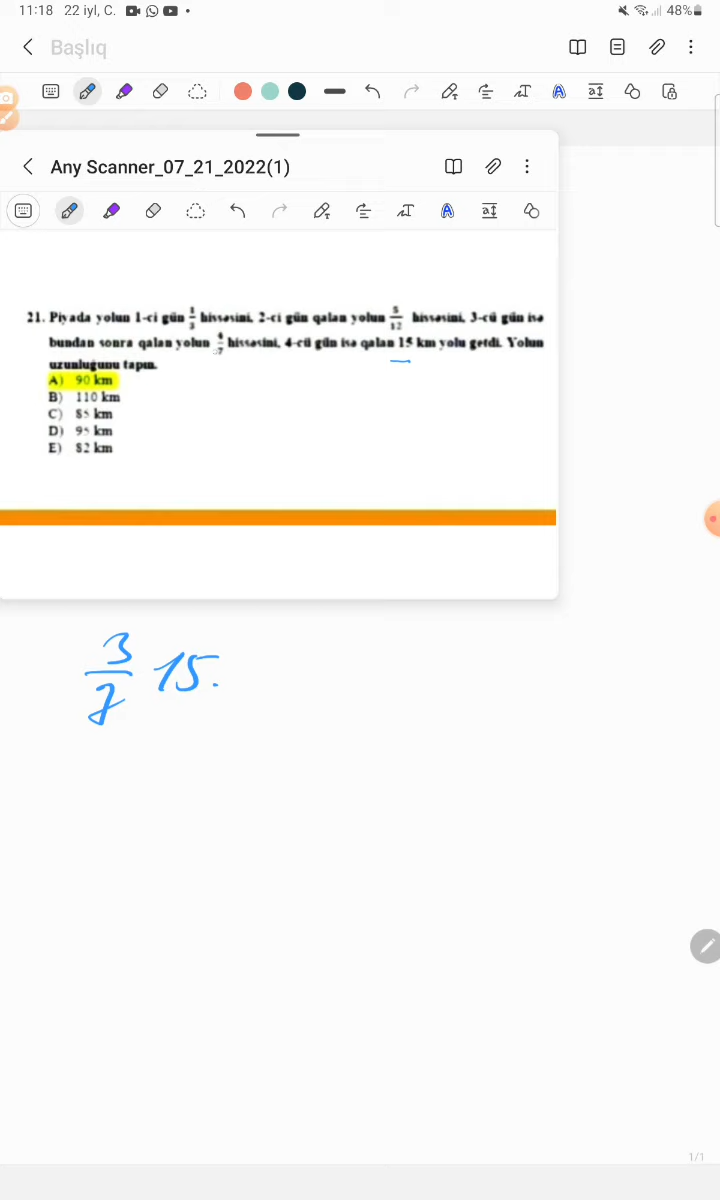 11:18 22 iyl, C. 48%
Başlıq
Any Scanner_07_21_2022(1)
21. Piyada yolun 1-ci gün 1/3 hissəsini, 2-ci gün qalan yolun 5/12 hissəsini, 3-cü gün isə
bundan sonra qalan yolun 4/7 hissəsini, 4-cü gün isə qalan 15 km yolu getdi. Yolun
uzunluğunu tapın.
A) 90 km
B) 110 km
C) 85 km
D) 95 km
E) 82 km
3/7 15.
1/1